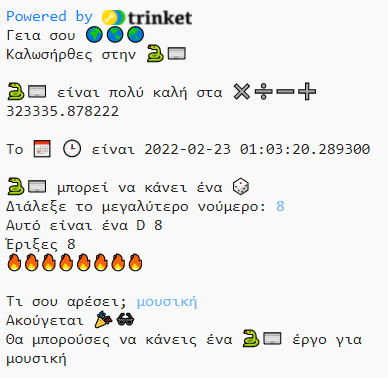 Powered by trinket
Γεια σου 🌍🌏🌎
Καλωσήρθες στην 🐍⌨️
🐍⌨️ είναι πολύ καλή στα ✖️➗➖➕
323335.878222
Το 📅 🕒 είναι 2022-02-23 01:03:20.289300
🐍⌨️ μπορεί να κάνει ένα 🎲
Διάλεξε το μεγαλύτερο νούμερο: 8
Αυτό είναι ένα D 8
Έριξες 8
🔥🔥🔥🔥🔥🔥🔥🔥
Τι σου αρέσει; μουσική
Ακούγεται 🎉🕶️
Θα μπορούσες να κάνεις ένα 🐍⌨️ έργο για
μουσική